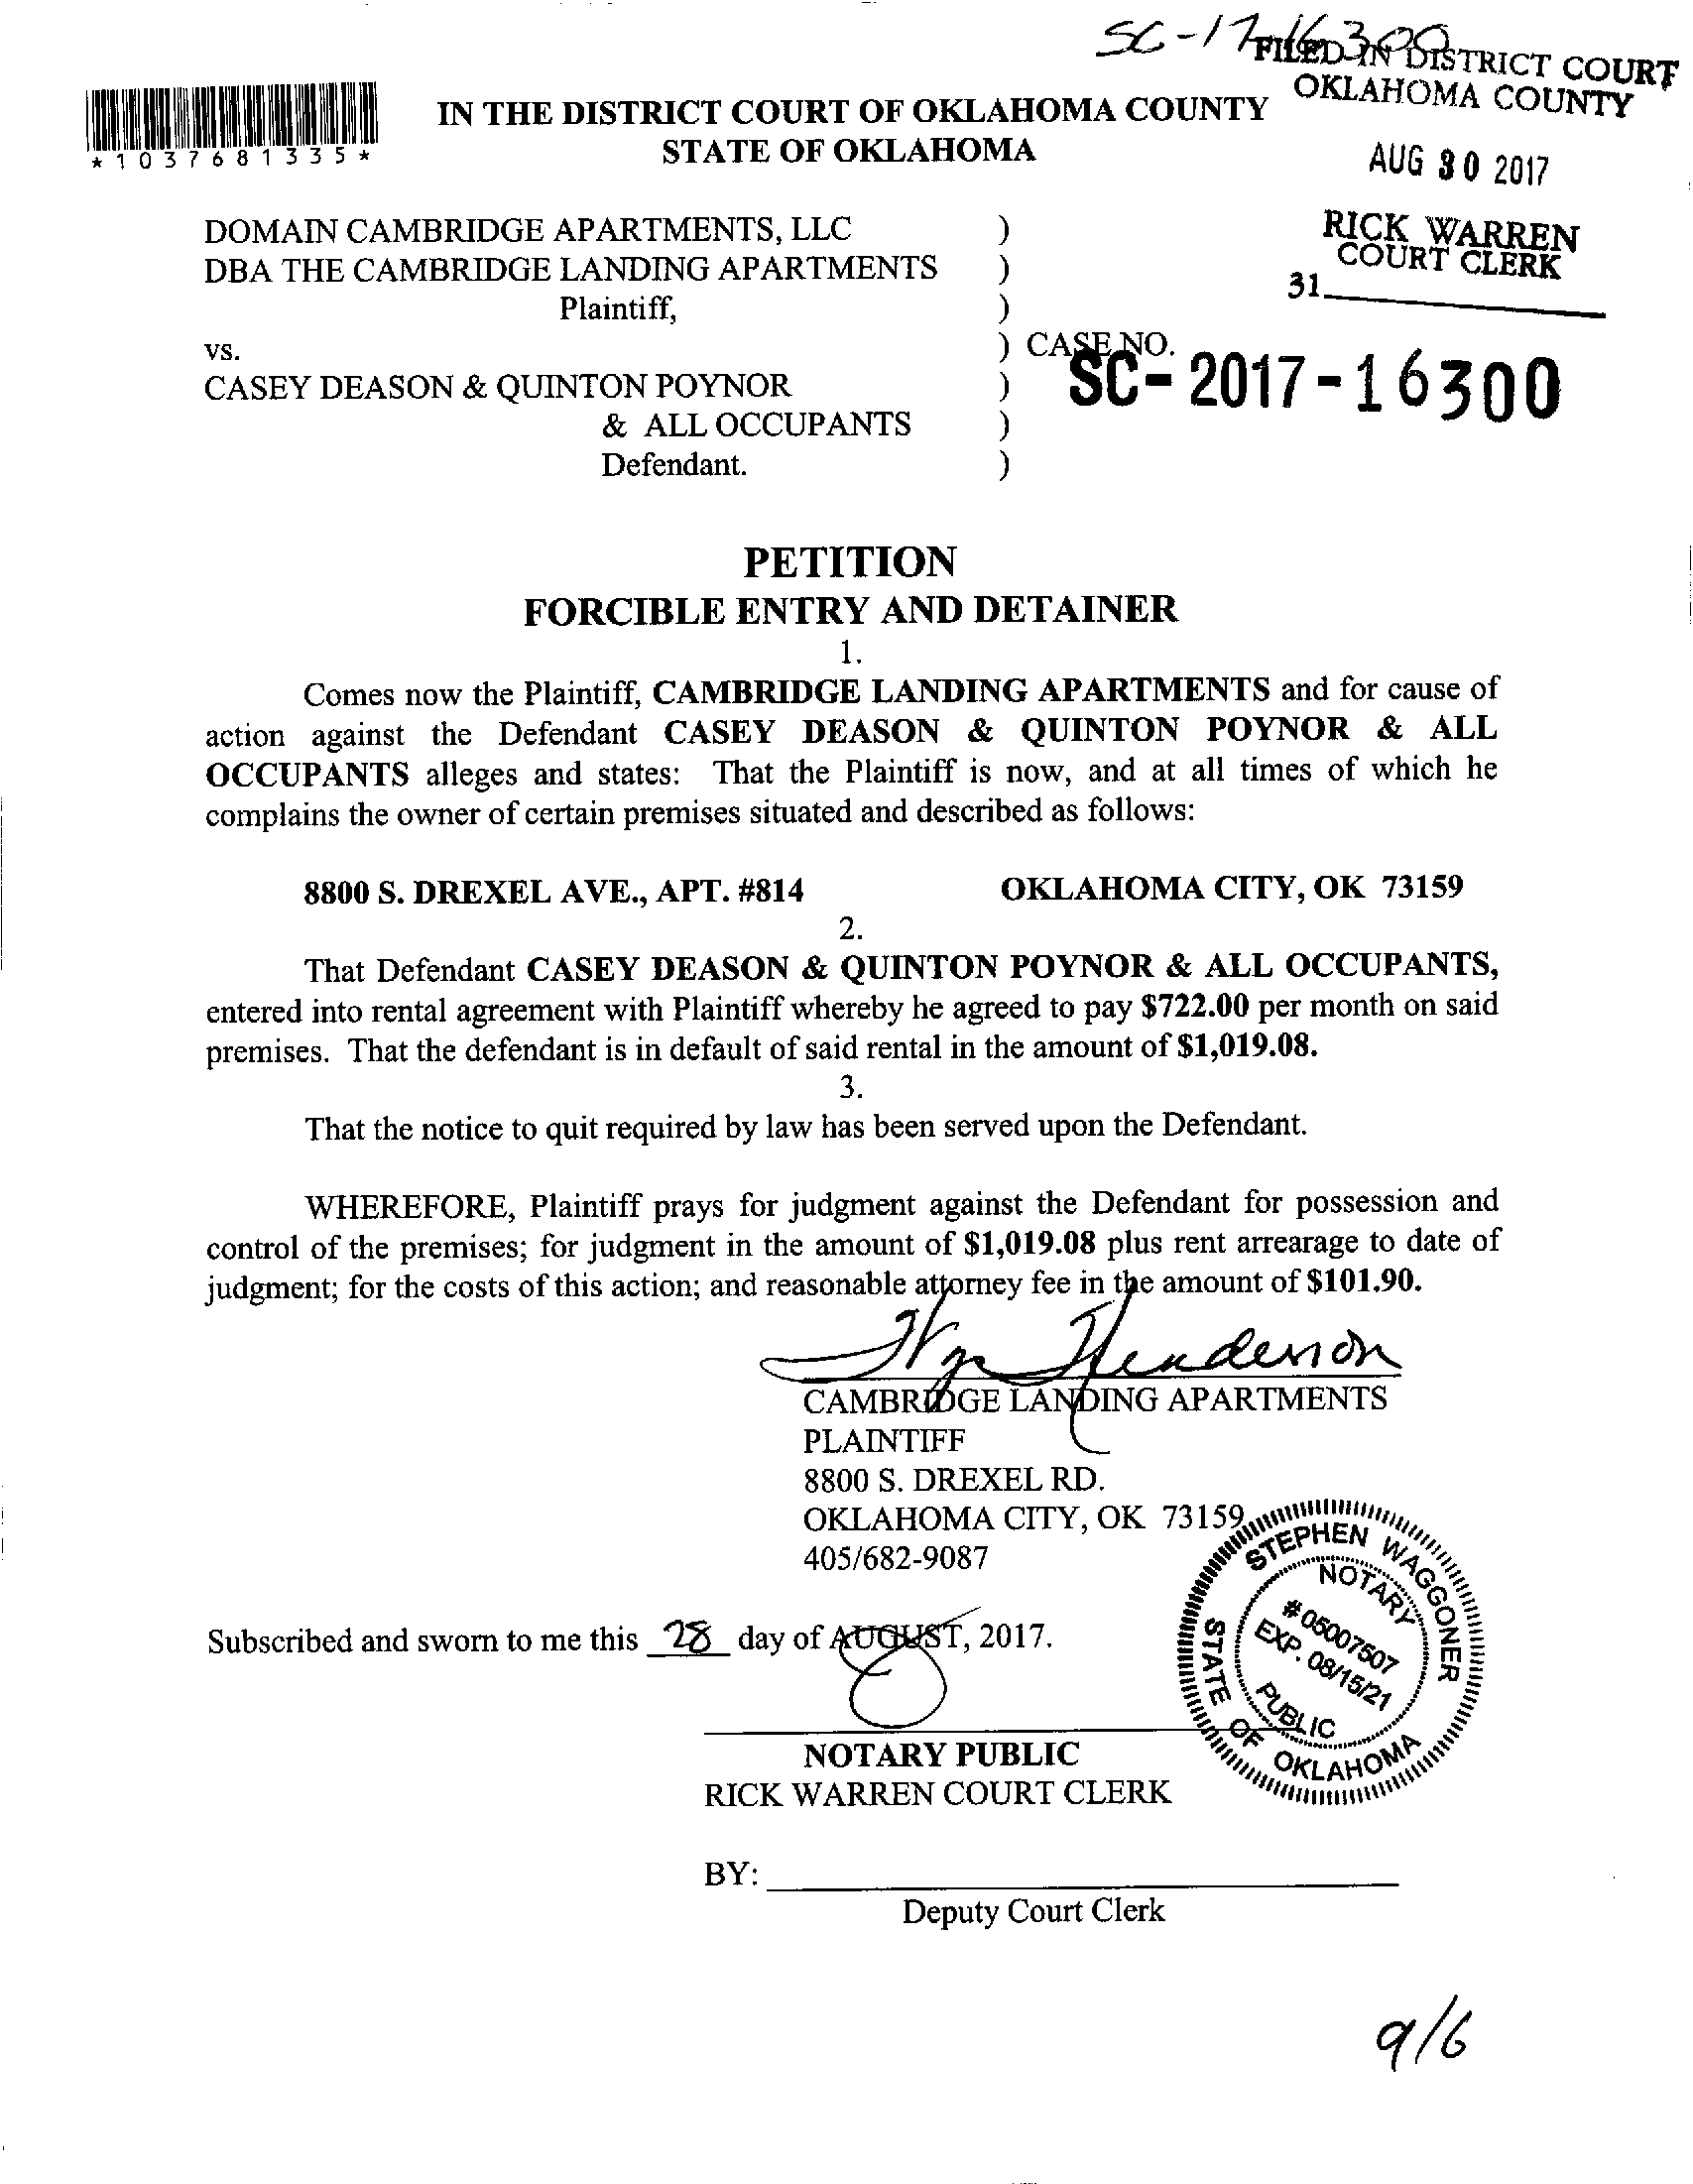 SC-17-16300
FILED IN DISTRICT COURT
OKLAHOMA COUNTY
AUG 30 2017
RICK WARREN
COURT CLERK
31
*1037681335*
IN THE DISTRICT COURT OF OKLAHOMA COUNTY
STATE OF OKLAHOMA
DOMAIN CAMBRIDGE APARTMENTS, LLC )
DBA THE CAMBRIDGE LANDING APARTMENTS )
Plaintiff, )
vs. ) CASE NO. SC-2017-16300
CASEY DEASON & QUINTON POYNOR )
& ALL OCCUPANTS )
Defendant. )
PETITION
FORCIBLE ENTRY AND DETAINER
1.
Comes now the Plaintiff, CAMBRIDGE LANDING APARTMENTS and for cause of
action against the Defendant CASEY DEASON & QUINTON POYNOR & ALL
OCCUPANTS alleges and states: That the Plaintiff is now, and at all times of which he
complains the owner of certain premises situated and described as follows:
8800 S. DREXEL AVE., APT. #814 OKLAHOMA CITY, OK 73159
2.
That Defendant CASEY DEASON & QUINTON POYNOR & ALL OCCUPANTS,
entered into rental agreement with Plaintiff whereby he agreed to pay $722.00 per month on said
premises. That the defendant is in default of said rental in the amount of $1,019.08.
3.
That the notice to quit required by law has been served upon the Defendant.
WHEREFORE, Plaintiff prays for judgment against the Defendant for possession and
control of the premises; for judgment in the amount of $1,019.08 plus rent arrearage to date of
judgment; for the costs of this action; and reasonable attorney fee in the amount of $101.90.
Henderson
CAMBRIDGE LANDING APARTMENTS
PLAINTIFF
8800 S. DREXEL RD.
OKLAHOMA CITY, OK 73159
405/682-9087
STEPHEN WAGGONER
NOTARY
# 05007507
EXP. 08/15/21
PUBLIC
STATE OF OKLAHOMA
Subscribed and sworn to me this 28 day of AUGUST, 2017.
NOTARY PUBLIC
RICK WARREN COURT CLERK
BY:
Deputy Court Clerk
9/6